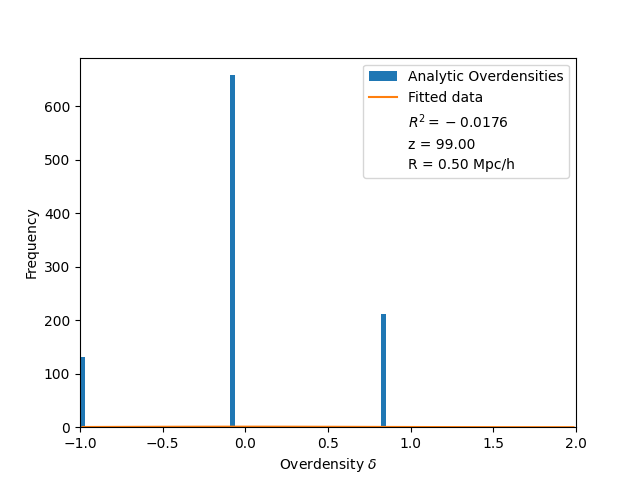 Analytic Overdensities
Fitted data
$R^2 = -0.0176$
z = 99.00
R = 0.50 Mpc/h
Frequency
600
500
400
300
200
100
0
−1.0 −0.5 0.0 0.5 1.0 1.5 2.0
Overdensity δ